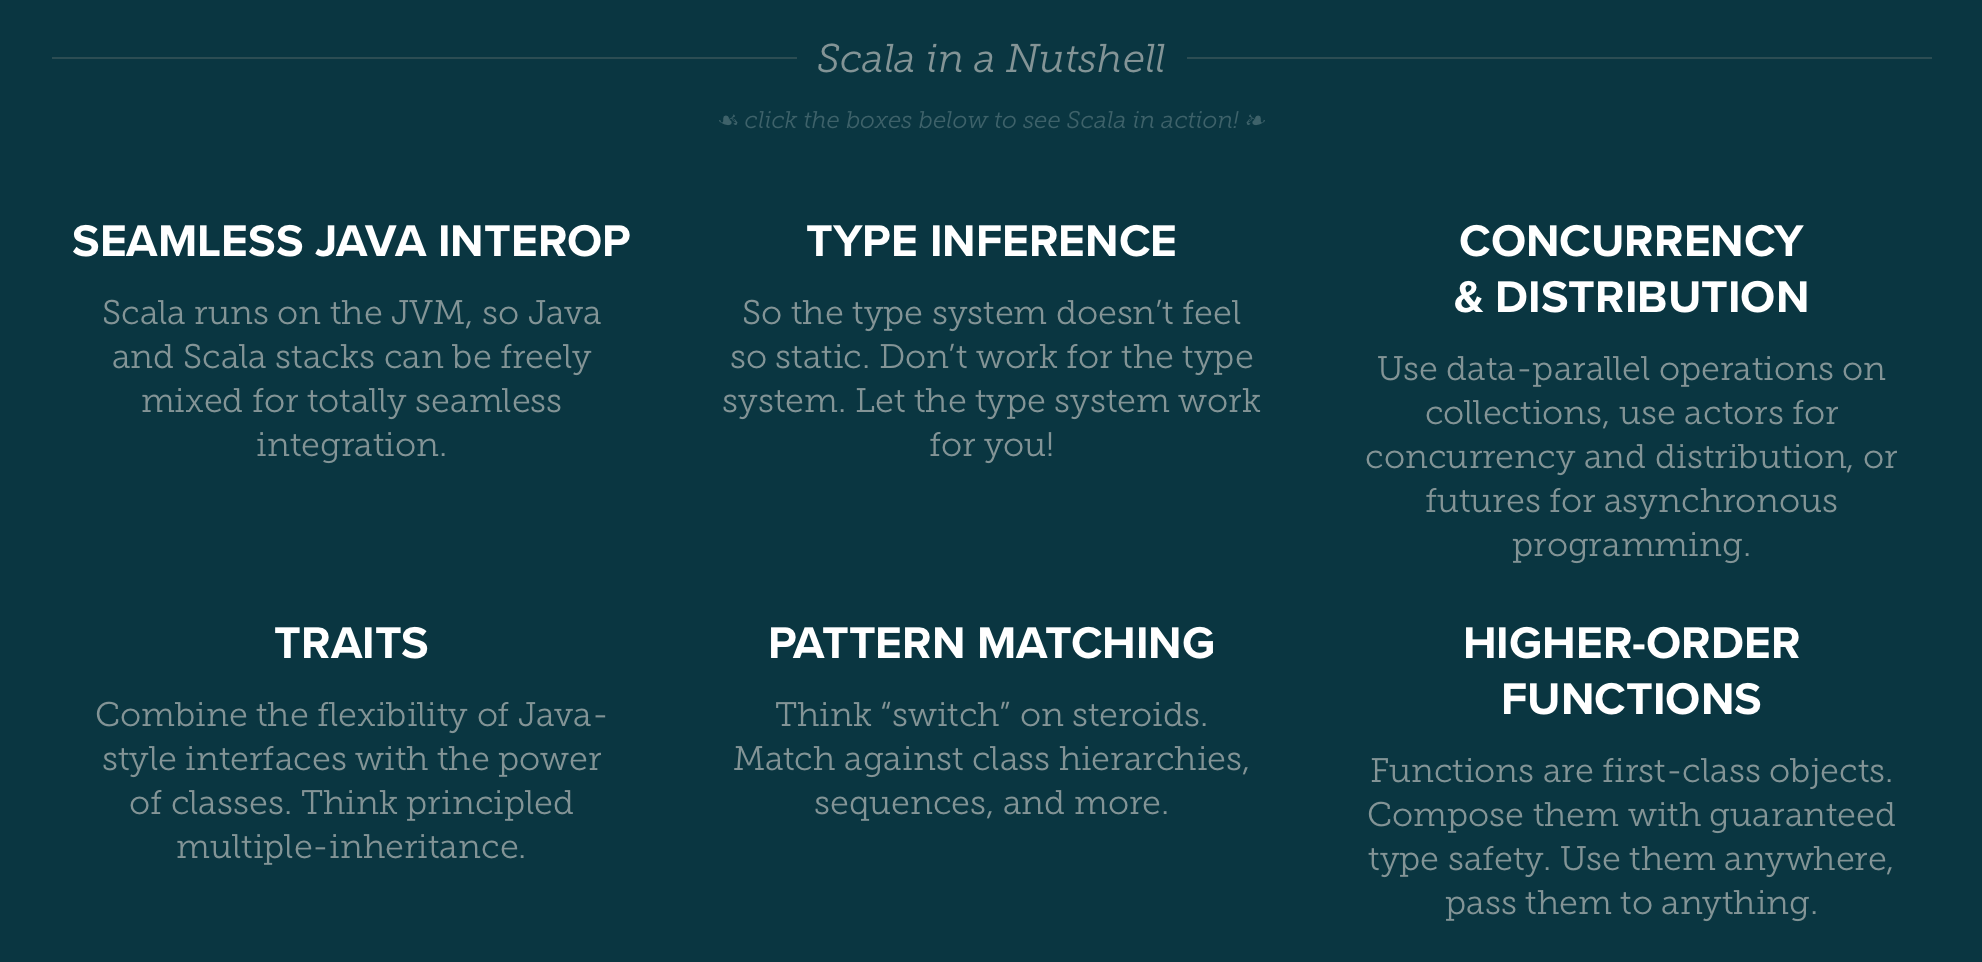 Scala in a Nutshell
☙ click the boxes below to see Scala in action! ❧
SEAMLESS JAVA INTEROP
Scala runs on the JVM, so Java
and Scala stacks can be freely
mixed for totally seamless
integration.
TYPE INFERENCE
So the type system doesn’t feel
so static. Don’t work for the type
system. Let the type system work
for you!
CONCURRENCY
& DISTRIBUTION
Use data-parallel operations on
collections, use actors for
concurrency and distribution, or
futures for asynchronous
programming.
TRAITS
Combine the flexibility of Java-
style interfaces with the power
of classes. Think principled
multiple-inheritance.
PATTERN MATCHING
Think “switch” on steroids.
Match against class hierarchies,
sequences, and more.
HIGHER-ORDER
FUNCTIONS
Functions are first-class objects.
Compose them with guaranteed
type safety. Use them anywhere,
pass them to anything.